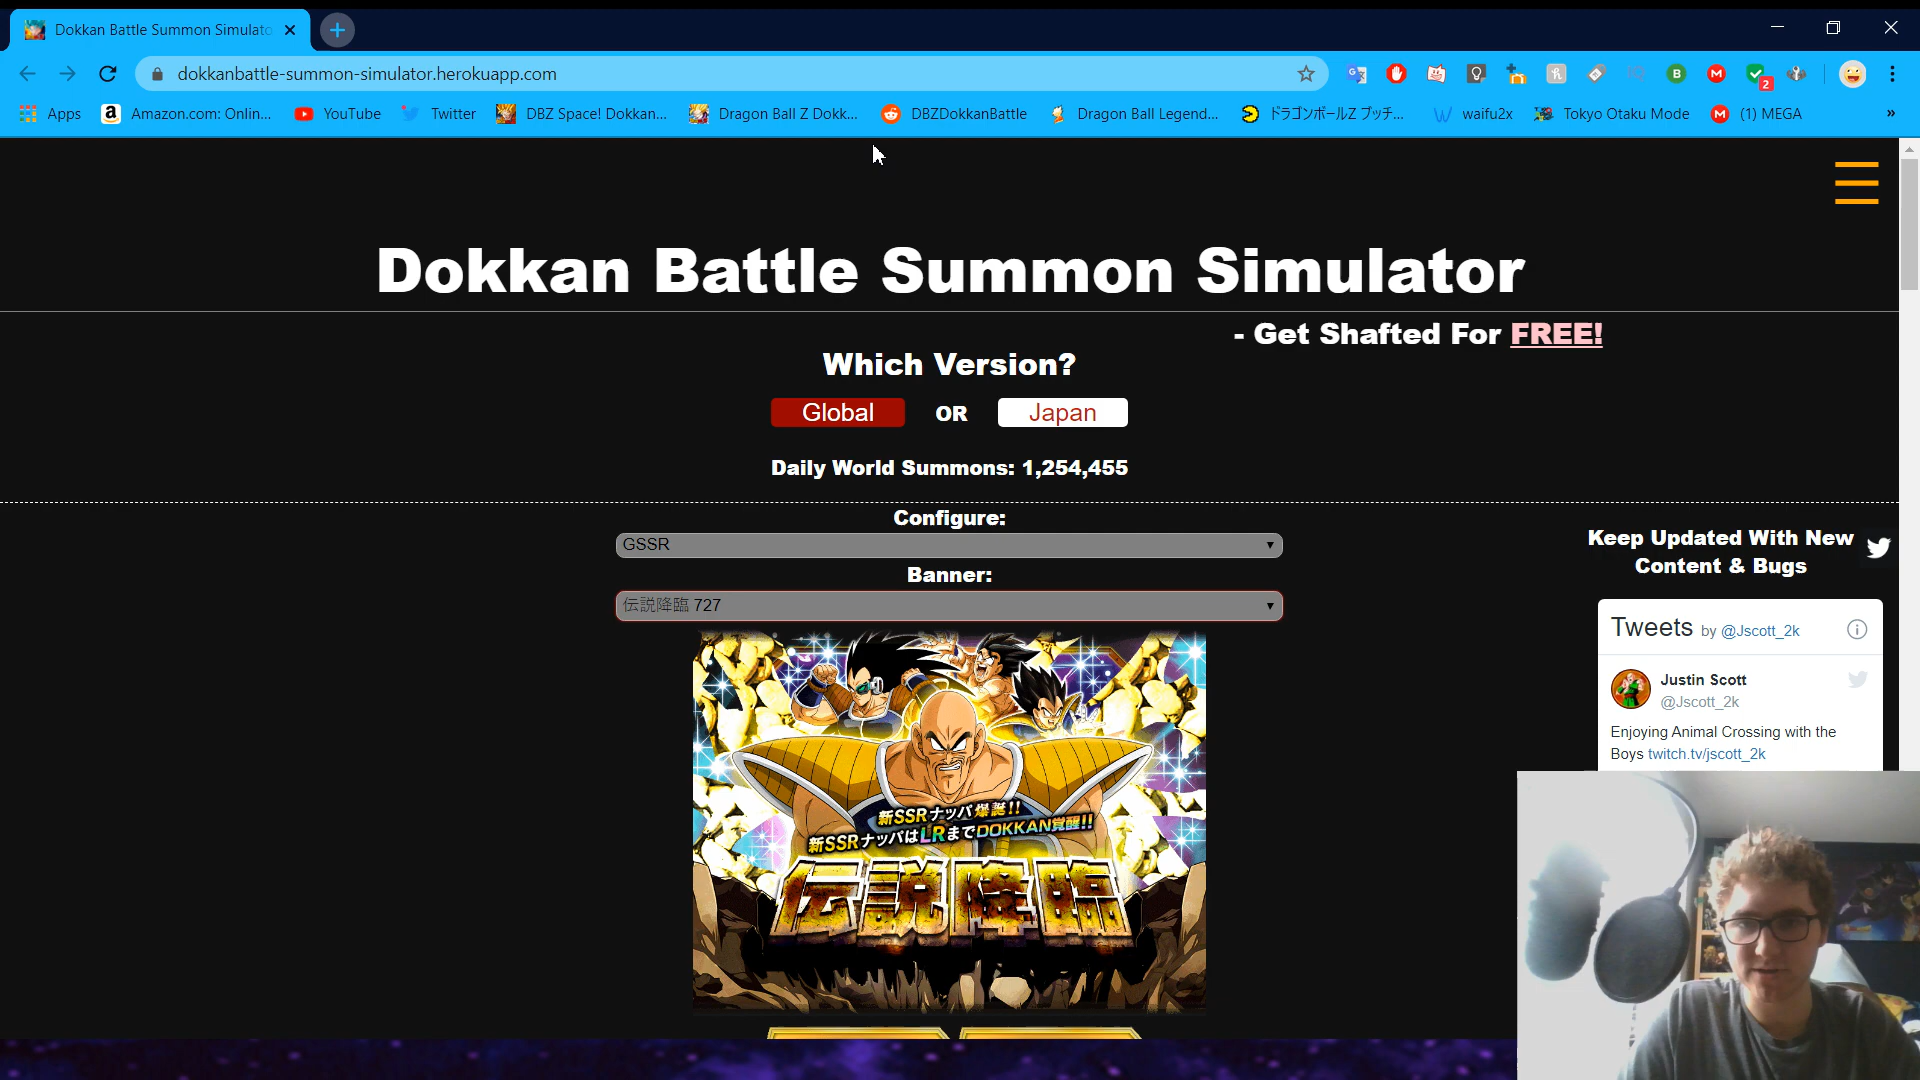 Dokkan Battle Summon Simulato
dokkanbattle-summon-simulator.herokuapp.com
Apps
Amazon.com: Onlin...
YouTube
Twitter
DBZ Space! Dokkan...
Dragon Ball Z Dokk...
DBZDokkanBattle
Dragon Ball Legend...
ドラゴンボールZ ブッチ...
waifu2x
Tokyo Otaku Mode
(1) MEGA
»
Dokkan Battle Summon Simulator
- Get Shafted For FREE!
Which Version?
Global OR Japan
Daily World Summons: 1,254,455
Configure:
GSSR
Banner:
伝説降臨 727
新SSRナッパ爆誕!!
新SSRナッパはLRまでDOKKAN覚醒!!
伝説降臨
Keep Updated With New
Content & Bugs
Tweets by @Jscott_2k
Justin Scott
@Jscott_2k
Enjoying Animal Crossing with the
Boys twitch.tv/jscott_2k